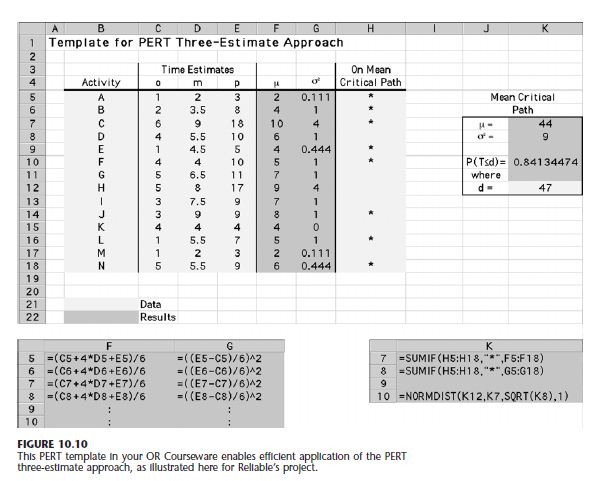 A B C D E F G H I J K
1 Template for PERT Three-Estimate Approach
2
3 Time Estimates On Mean
4 Activity o m p μ σ² Critical Path
5 A 1 2 3 2 0.111 * Mean Critical
6 B 2 3.5 8 4 1 * Path
7 C 6 9 18 10 4 * μ = 44
8 D 4 5.5 10 6 1 σ² = 9
9 E 1 4.5 5 4 0.444 *
10 F 4 4 10 5 1 * P(T≤d)= 0.84134474
11 G 5 6.5 11 7 1 where
12 H 5 8 17 9 4 d = 47
13 I 3 7.5 9 7 1
14 J 3 9 9 8 1 *
15 K 4 4 4 4 0
16 L 1 5.5 7 5 1 *
17 M 1 2 3 2 0.111
18 N 5 5.5 9 6 0.444 *
19
20
21 Data
22 Results
F G
5 =(C5+4*D5+E5)/6 =((E5-C5)/6)^2
6 =(C6+4*D6+E6)/6 =((E6-C6)/6)^2
7 =(C7+4*D7+E7)/6 =((E7-C7)/6)^2
8 =(C8+4*D8+E8)/6 =((E8-C8)/6)^2
9 : :
10 : :
K
7 =SUMIF(H5:H18,"*",F5:F18)
8 =SUMIF(H5:H18,"*",G5:G18)
9
10 =NORMDIST(K12,K7,SQRT(K8),1)
FIGURE 10.10
This PERT template in your OR Courseware enables efficient application of the PERT
three-estimate approach, as illustrated here for Reliable's project.